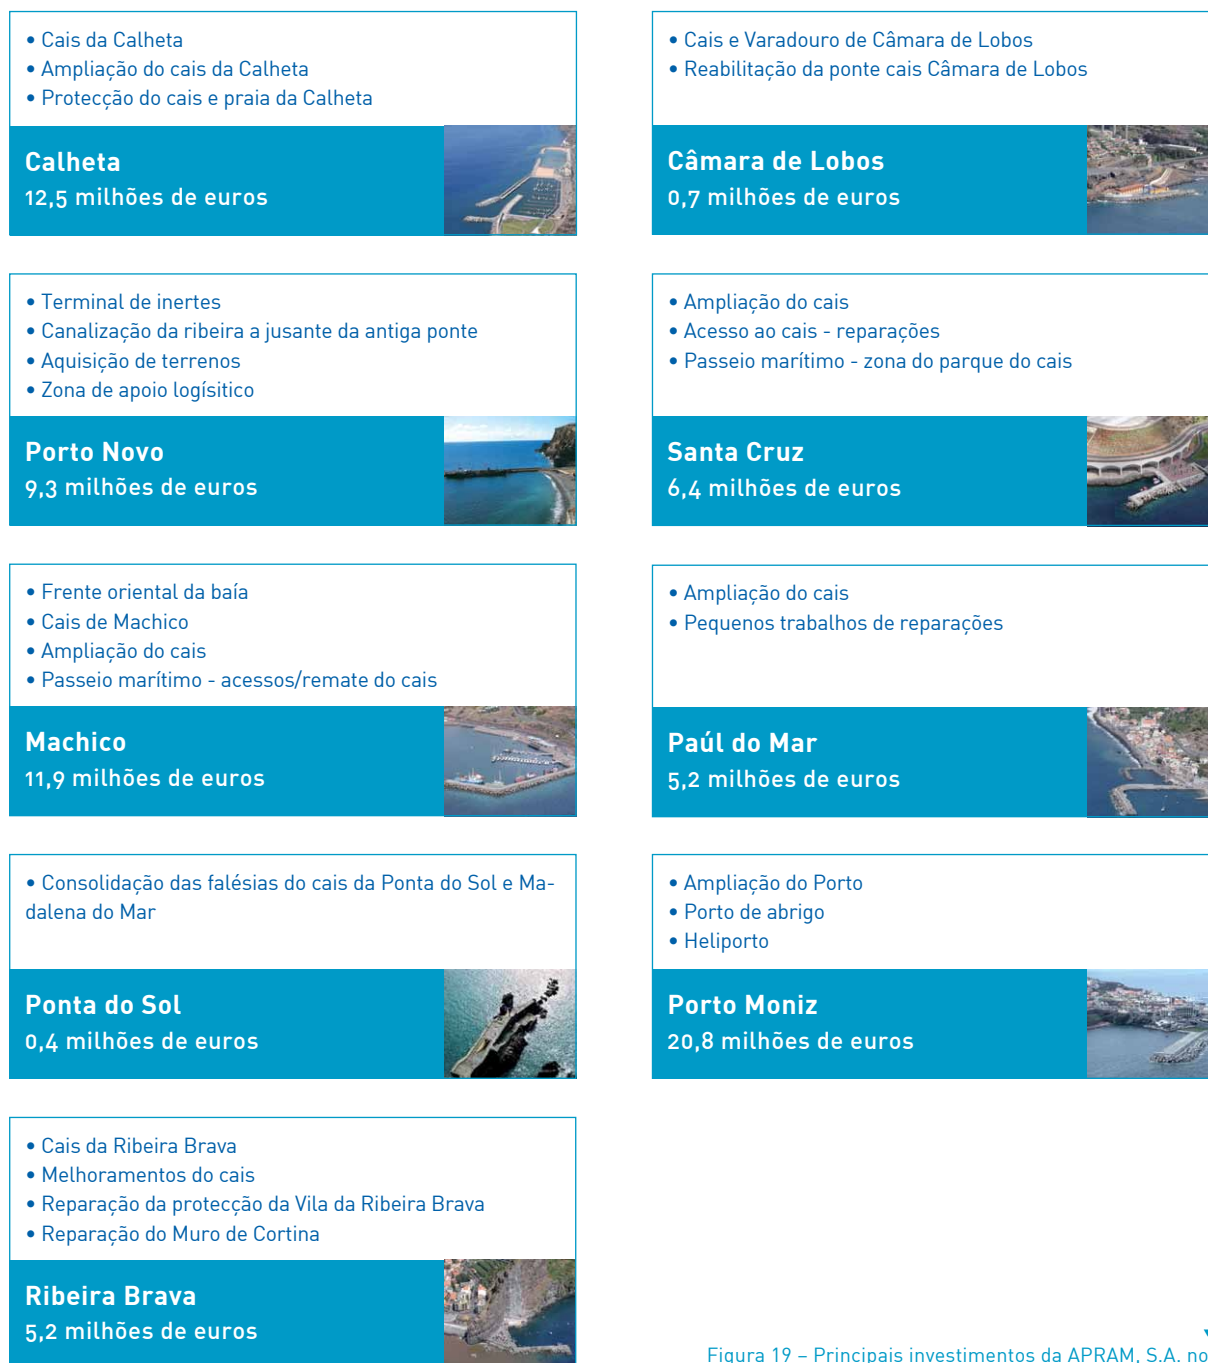 • Cais da Calheta
• Ampliação do cais da Calheta
• Protecção do cais e praia da Calheta
Calheta
12,5 milhões de euros
• Cais e Varadouro de Câmara de Lobos
• Reabilitação da ponte cais Câmara de Lobos
Câmara de Lobos
0,7 milhões de euros
• Terminal de inertes
• Canalização da ribeira a jusante da antiga ponte
• Aquisição de terrenos
• Zona de apoio logísitico
Porto Novo
9,3 milhões de euros
• Ampliação do cais
• Acesso ao cais - reparações
• Passeio marítimo - zona do parque do cais
Santa Cruz
6,4 milhões de euros
• Frente oriental da baía
• Cais de Machico
• Ampliação do cais
• Passeio marítimo - acessos/remate do cais
Machico
11,9 milhões de euros
• Ampliação do cais
• Pequenos trabalhos de reparações
Paúl do Mar
5,2 milhões de euros
• Consolidação das falésias do cais da Ponta do Sol e Ma-
dalena do Mar
Ponta do Sol
0,4 milhões de euros
• Ampliação do Porto
• Porto de abrigo
• Heliporto
Porto Moniz
20,8 milhões de euros
• Cais da Ribeira Brava
• Melhoramentos do cais
• Reparação da protecção da Vila da Ribeira Brava
• Reparação do Muro de Cortina
Ribeira Brava
5,2 milhões de euros
Figura 19 – Principais investimentos da APRAM, S.A. no